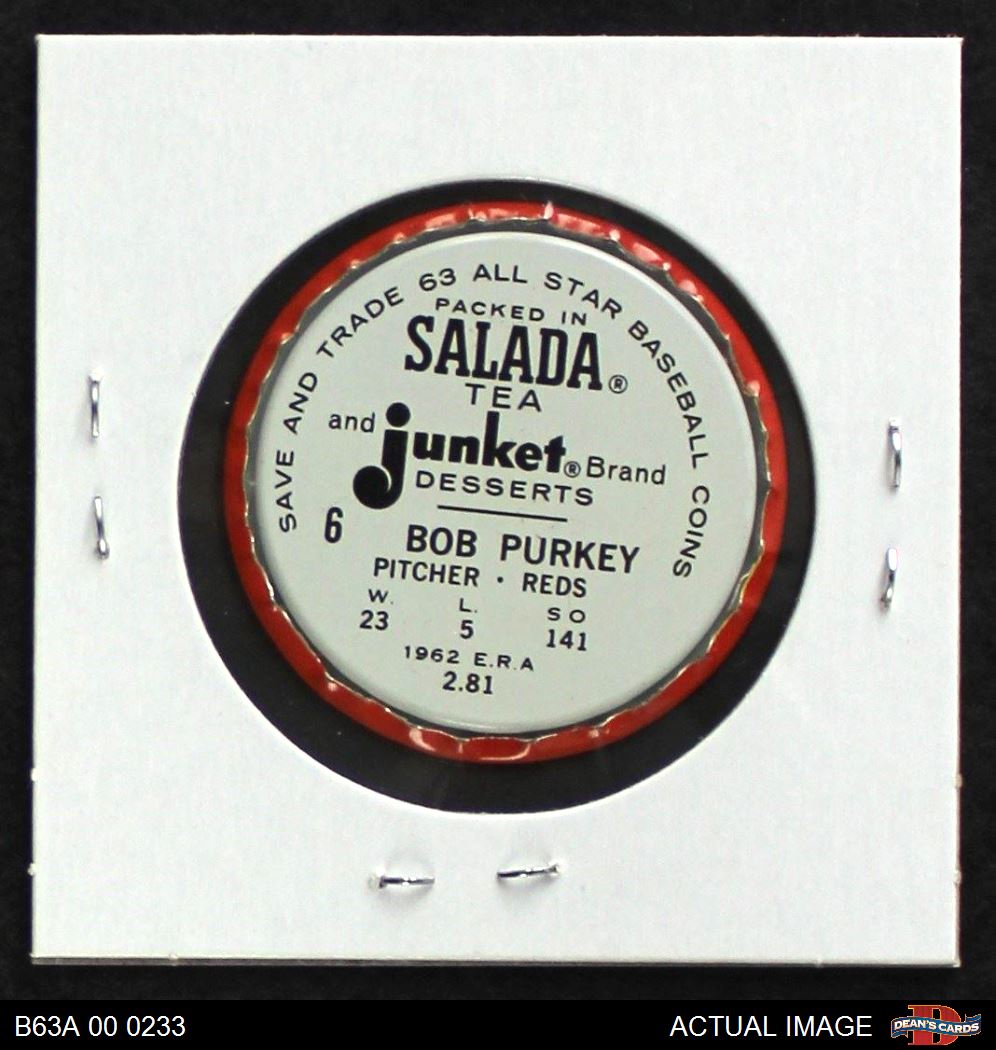 SAVE AND TRADE 63 ALL STAR BASEBALL COINS
PACKED IN
SALADA®
TEA
and junket® Brand
DESSERTS
6 BOB PURKEY
PITCHER · REDS
W. L. SO
23 5 141
1962 E.R.A
2.81
B63A 00 0233
ACTUAL IMAGE
DEAN'S CARDS